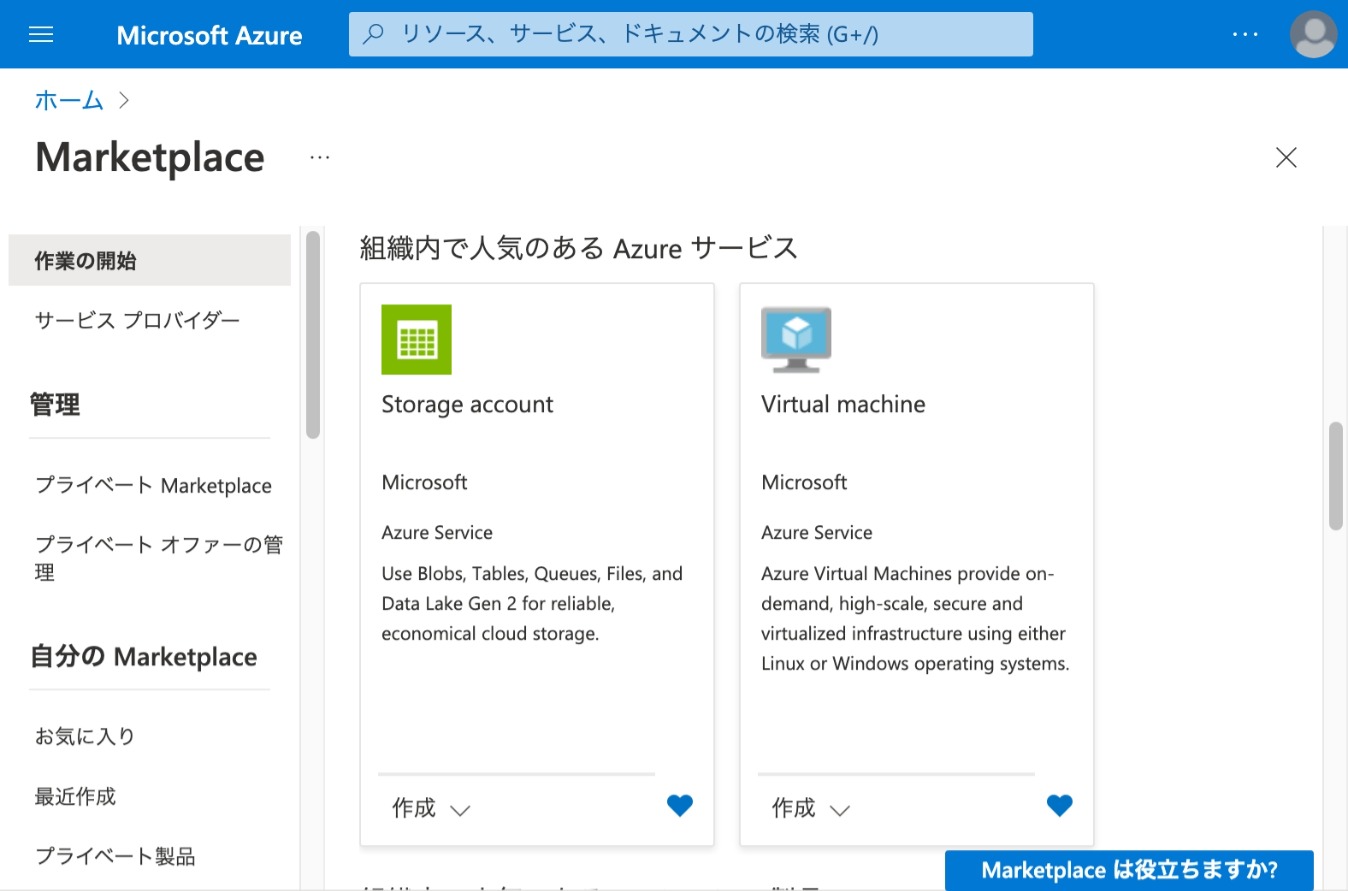 Microsoft Azure
リソース、サービス、ドキュメントの検索 (G+/)
ホーム
Marketplace
作業の開始
サービス プロバイダー
管理
プライベート Marketplace
プライベート オファーの管
理
自分の Marketplace
お気に入り
最近作成
プライベート製品
組織内で人気のある Azure サービス
Storage account
Microsoft
Azure Service
Use Blobs, Tables, Queues, Files, and
Data Lake Gen 2 for reliable,
economical cloud storage.
作成
Virtual machine
Microsoft
Azure Service
Azure Virtual Machines provide on-
demand, high-scale, secure and
virtualized infrastructure using either
Linux or Windows operating systems.
作成
Marketplace は役立ちますか?